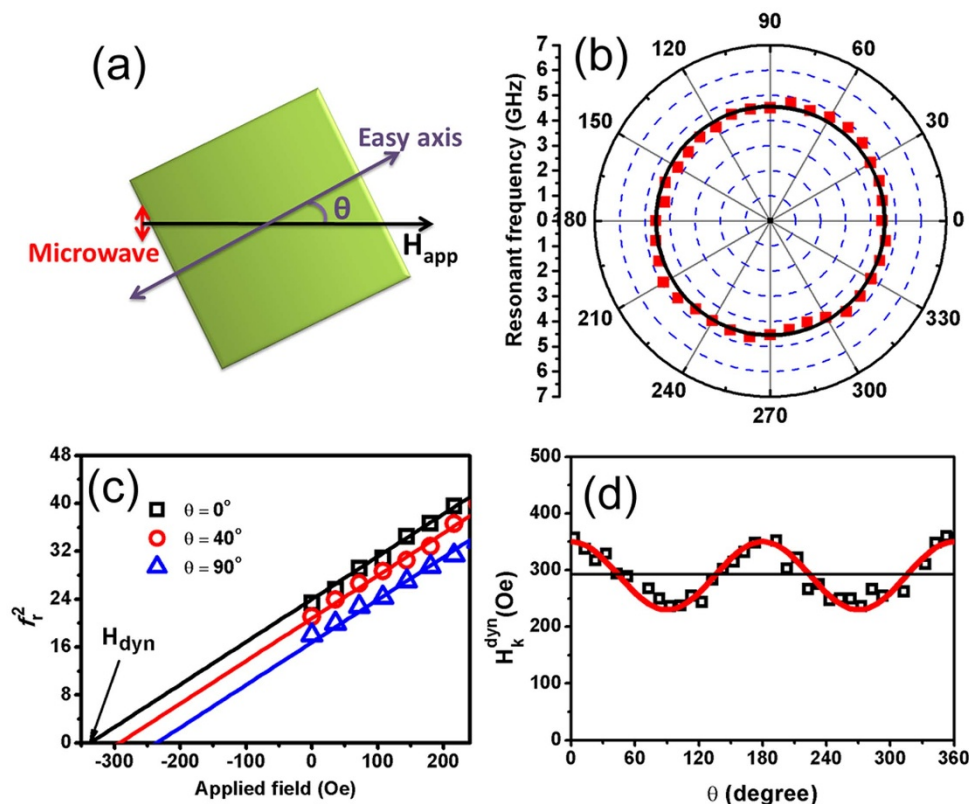 (a)
Easy axis
θ
Microwave
H_app
(b)
Resonant frequency (GHz)
7
6
5
4
3
2
1
0
1
2
3
4
5
6
7
90
60
30
0
330
300
270
240
210
180
150
120
(c)
f_r^2
48
40
32
24
16
8
0
θ = 0°
θ = 40°
θ = 90°
H_dyn
-300 -200 -100 0 100 200
Applied field (Oe)
(d)
H_k^dyn (Oe)
500
400
300
200
100
0
0 60 120 180 240 300 360
θ (degree)